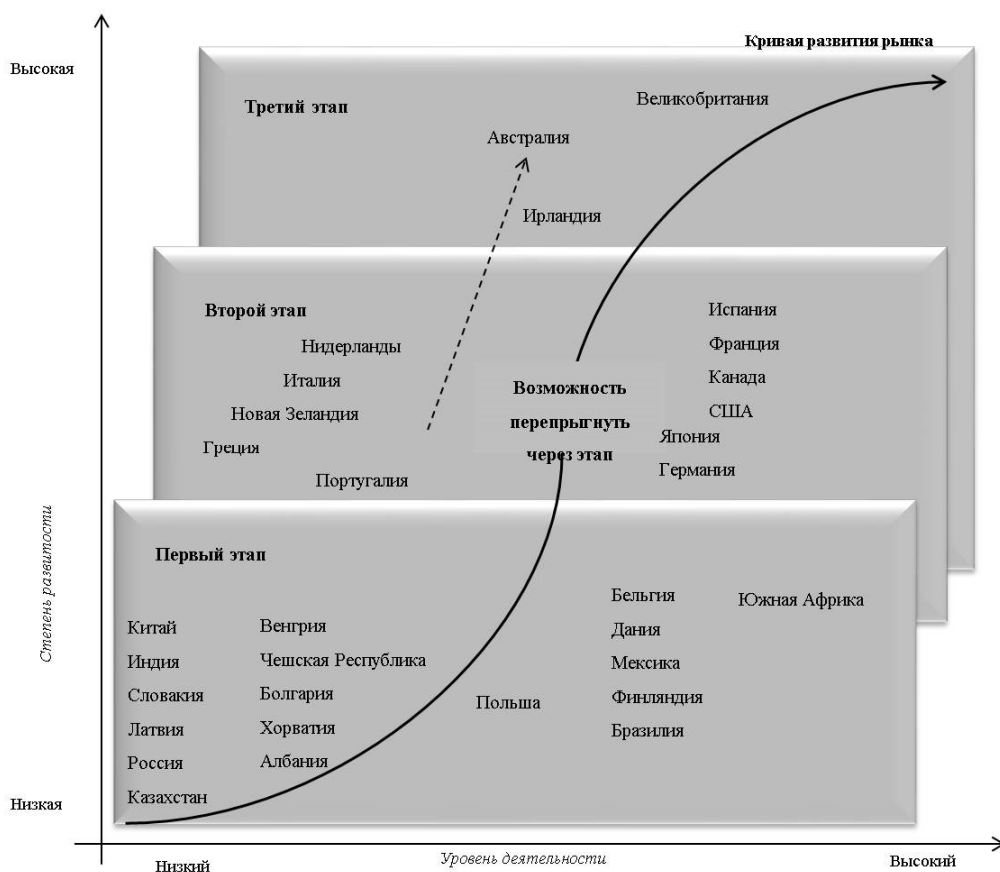 Кривая развития рынка
Высокая
Третий этап
Великобритания
Австралия
Ирландия
Второй этап
Нидерланды
Италия
Новая Зеландия
Греция
Португалия
Возможность
перепрыгнуть
через этап
Испания
Франция
Канада
США
Япония
Германия
Степень развитости
Первый этап
Китай
Индия
Словакия
Латвия
Россия
Казахстан
Венгрия
Чешская Республика
Болгария
Хорватия
Албания
Польша
Бельгия
Дания
Мексика
Финляндия
Бразилия
Южная Африка
Низкая
Низкий
Уровень деятельности
Высокий